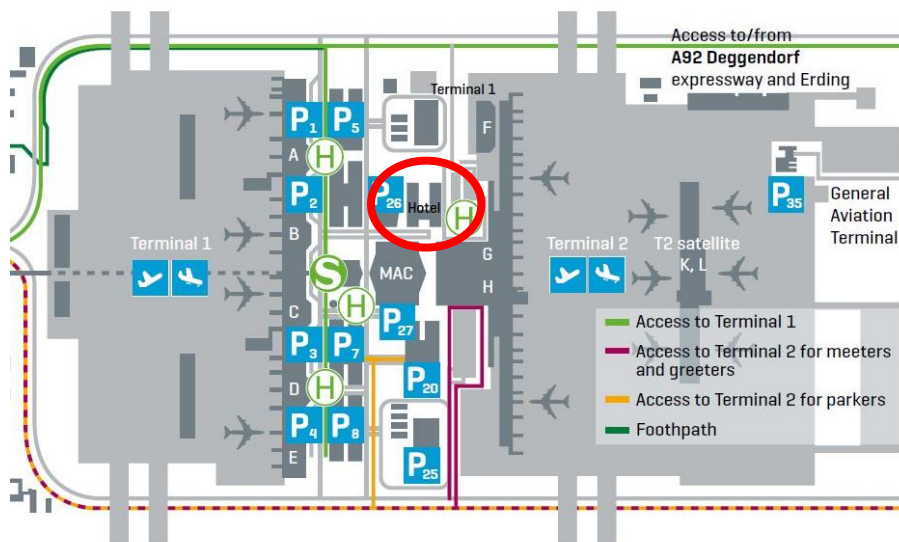 Access to/from
A92 Deggendorf
expressway and Erding
Terminal 1
P1
P5
F
A
H
P2
P26
Hotel
H
P35
General
Aviation
Terminal
B
Terminal 1
S
MAC
G
H
Terminal 2
T2 satellite
K, L
C
H
P27
P3
P7
P20
D
H
P4
P8
P25
E
Access to Terminal 1
Access to Terminal 2 for meeters
and greeters
Access to Terminal 2 for parkers
Footpath